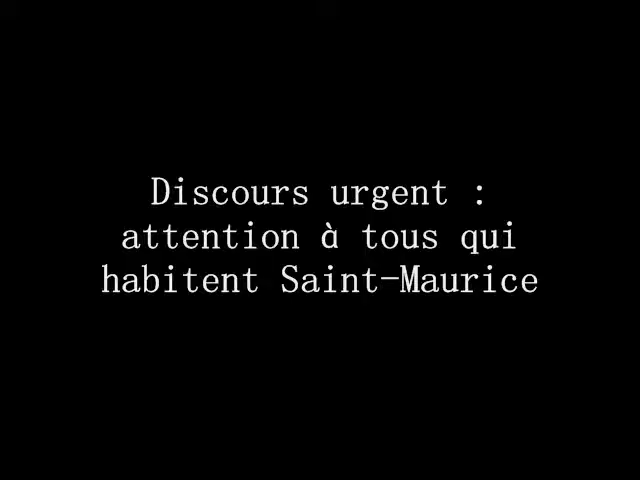 Discours urgent :
attention à tous qui
habitent Saint-Maurice